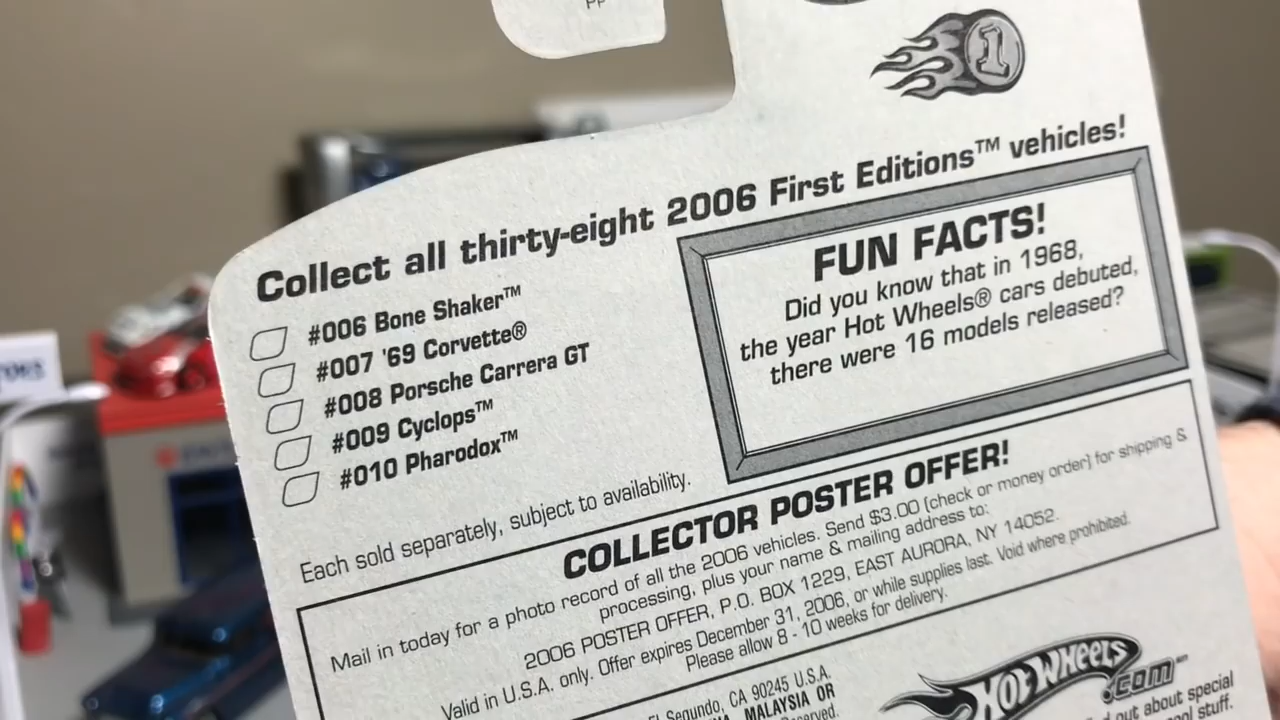 PP
1
Collect all thirty-eight 2006 First Editions™ vehicles!
#006 Bone Shaker™
#007 '69 Corvette®
#008 Porsche Carrera GT
#009 Cyclops™
#010 Pharodox™
Each sold separately, subject to availability.
FUN FACTS!
Did you know that in 1968,
the year Hot Wheels® cars debuted,
there were 16 models released?
COLLECTOR POSTER OFFER!
Mail in today for a photo record of all the 2006 vehicles. Send $3.00 (check or money order) for shipping &
processing, plus your name & mailing address to:
2006 POSTER OFFER, P.O. BOX 1229, EAST AURORA, NY 14052.
Valid in U.S.A. only. Offer expires December 31, 2006, or while supplies last. Void where prohibited.
Please allow 8 - 10 weeks for delivery.
El Segundo, CA 90245 U.S.A.
MALAYSIA OR
Reserved.
HOT WHEELS
.com
out about special
stuff.